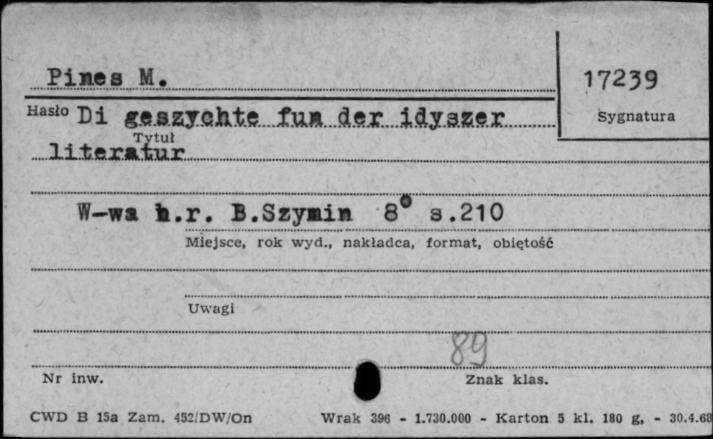 Pines M.
17239
Hasło Di geszychte fun der idyszer
Sygnatura
Tytuł
literatur
W-wa b.r. B.Szymin 8° s.210
Miejsce, rok wyd., nakładca, format, obiętość
Uwagi
89
Nr inw.
Znak klas.
CWD B 15a Zam. 452/DW/On Wrak 396 - 1.730.000 - Karton 5 kl. 180 g, - 30.4.68